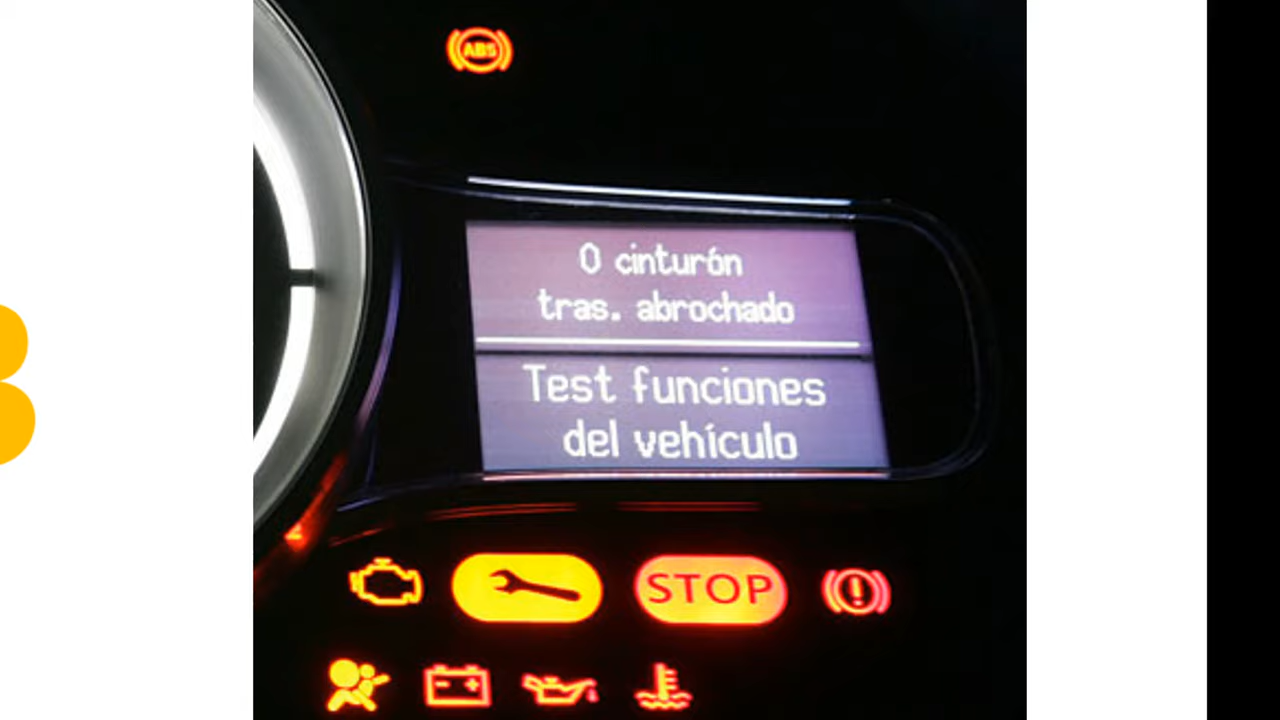 ABS
0 cinturón
tras. abrochado
Test funciones
del vehículo
STOP